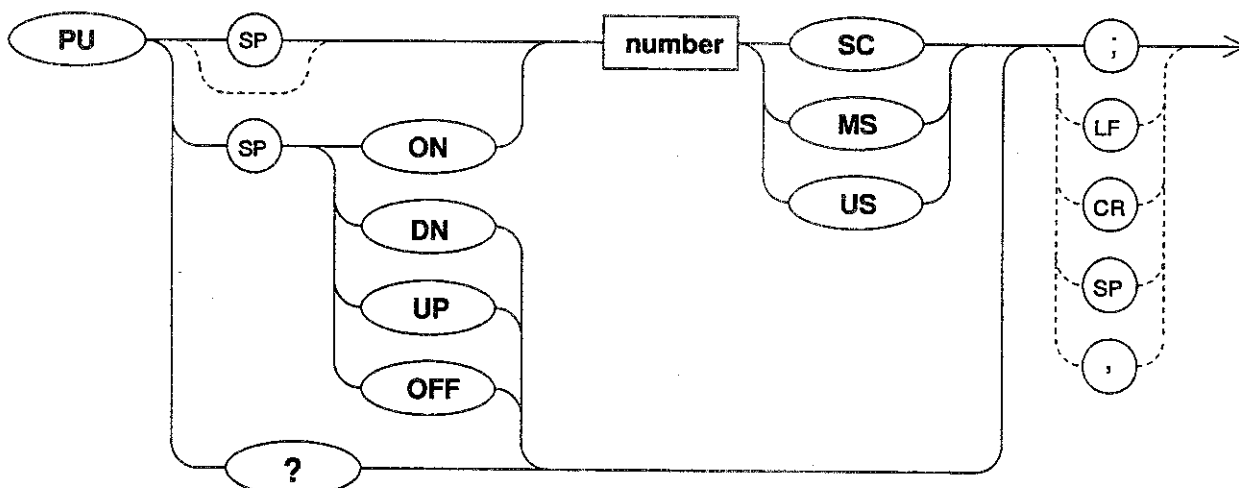 PU SP number SC ;
SP ON MS LF
DN US CR
UP SP
OFF ,
?